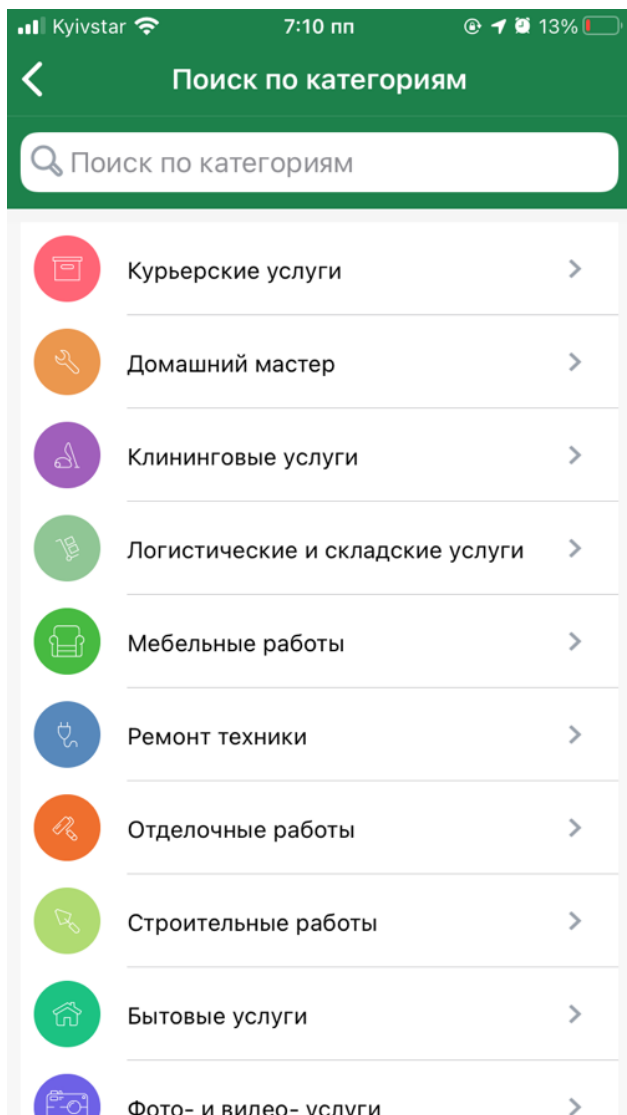 Kyivstar 7:10 пп 13%
Поиск по категориям
Поиск по категориям
Курьерские услуги
Домашний мастер
Клининговые услуги
Логистические и складские услуги
Мебельные работы
Ремонт техники
Отделочные работы
Строительные работы
Бытовые услуги
Фото- и видео- услуги